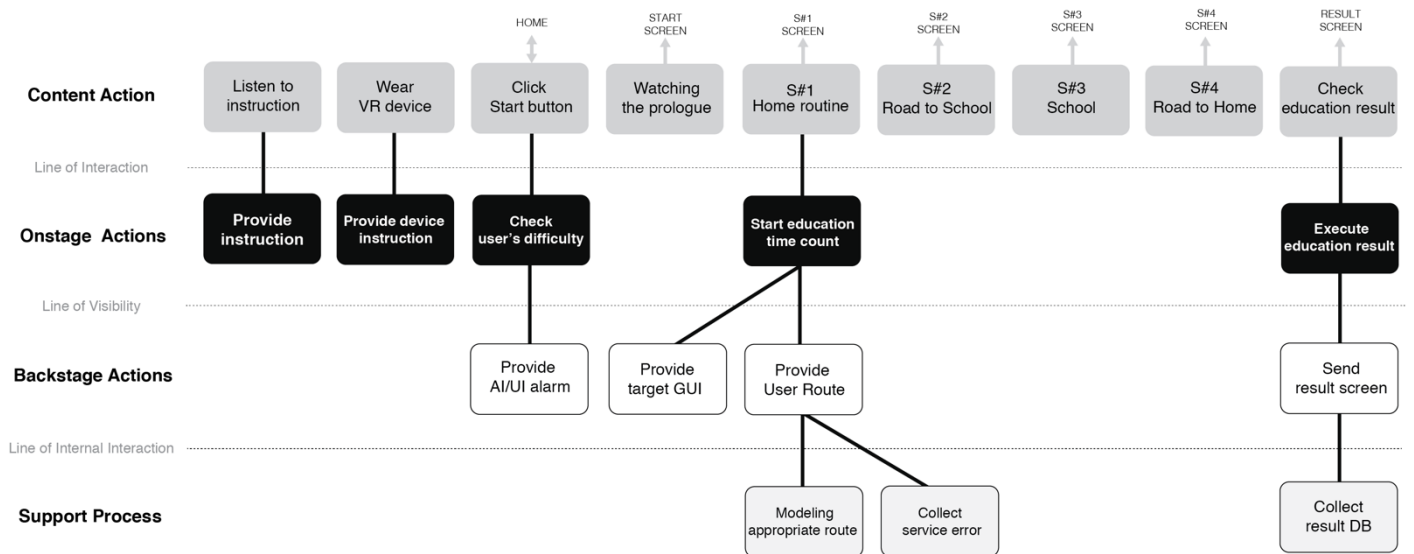 HOME
START
SCREEN
S#1
SCREEN
S#2
SCREEN
S#3
SCREEN
S#4
SCREEN
RESULT
SCREEN
Content Action
Listen to
instruction
Wear
VR device
Click
Start button
Watching
the prologue
S#1
Home routine
S#2
Road to School
S#3
School
S#4
Road to Home
Check
education result
Line of Interaction
Onstage Actions
Provide
instruction
Provide device
instruction
Check
user's difficulty
Start education
time count
Execute
education result
Line of Visibility
Backstage Actions
Provide
AI/UI alarm
Provide
target GUI
Provide
User Route
Send
result screen
Line of Internal Interaction
Support Process
Modeling
appropriate route
Collect
service error
Collect
result DB